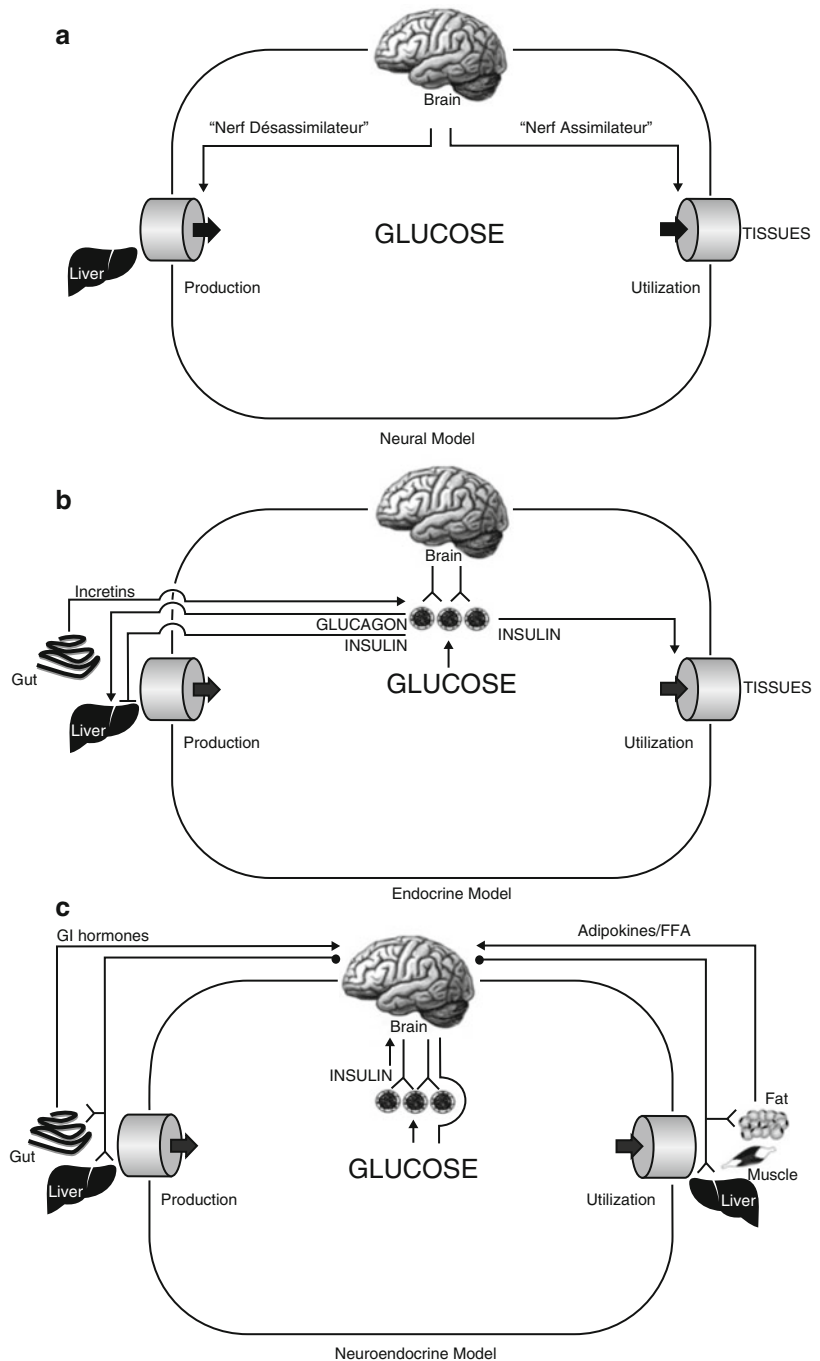 a
Brain
“Nerf Désassimilateur”
“Nerf Assimilateur”
GLUCOSE
TISSUES
Liver
Production
Utilization
Neural Model
b
Brain
Incretins
GLUCAGON
INSULIN
INSULIN
Gut
GLUCOSE
TISSUES
Liver
Production
Utilization
Endocrine Model
c
GI hormones
Adipokines/FFA
Brain
INSULIN
Fat
Gut
GLUCOSE
Muscle
Liver
Production
Utilization
Liver
Neuroendocrine Model